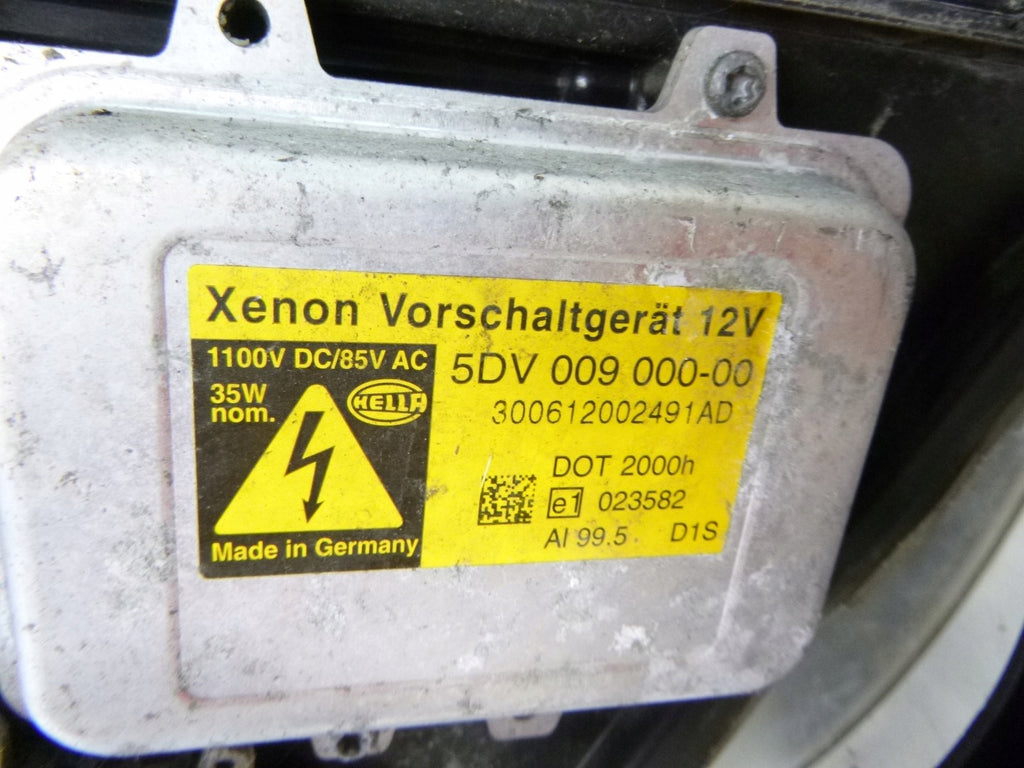 Xenon Vorschaltgerät 12V
1100V DC/85V AC
35W
nom.
HELLA
Made in Germany
5DV 009 000-00
300612002491AD
DOT 2000h
e1 023582
Al 99.5 D1S